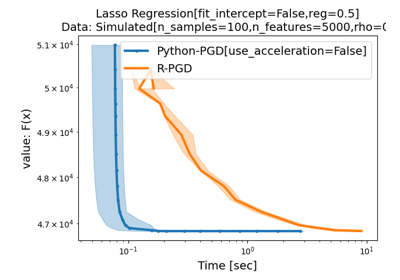 Lasso Regression[fit_intercept=False,reg=0.5]
Data: Simulated[n_samples=100,n_features=5000,rho=0
Python-PGD[use_acceleration=False]
R-PGD
value: F(x)
5.1 × 10⁴
5 × 10⁴
4.9 × 10⁴
4.8 × 10⁴
4.7 × 10⁴
10⁻¹
10⁰
10¹
Time [sec]